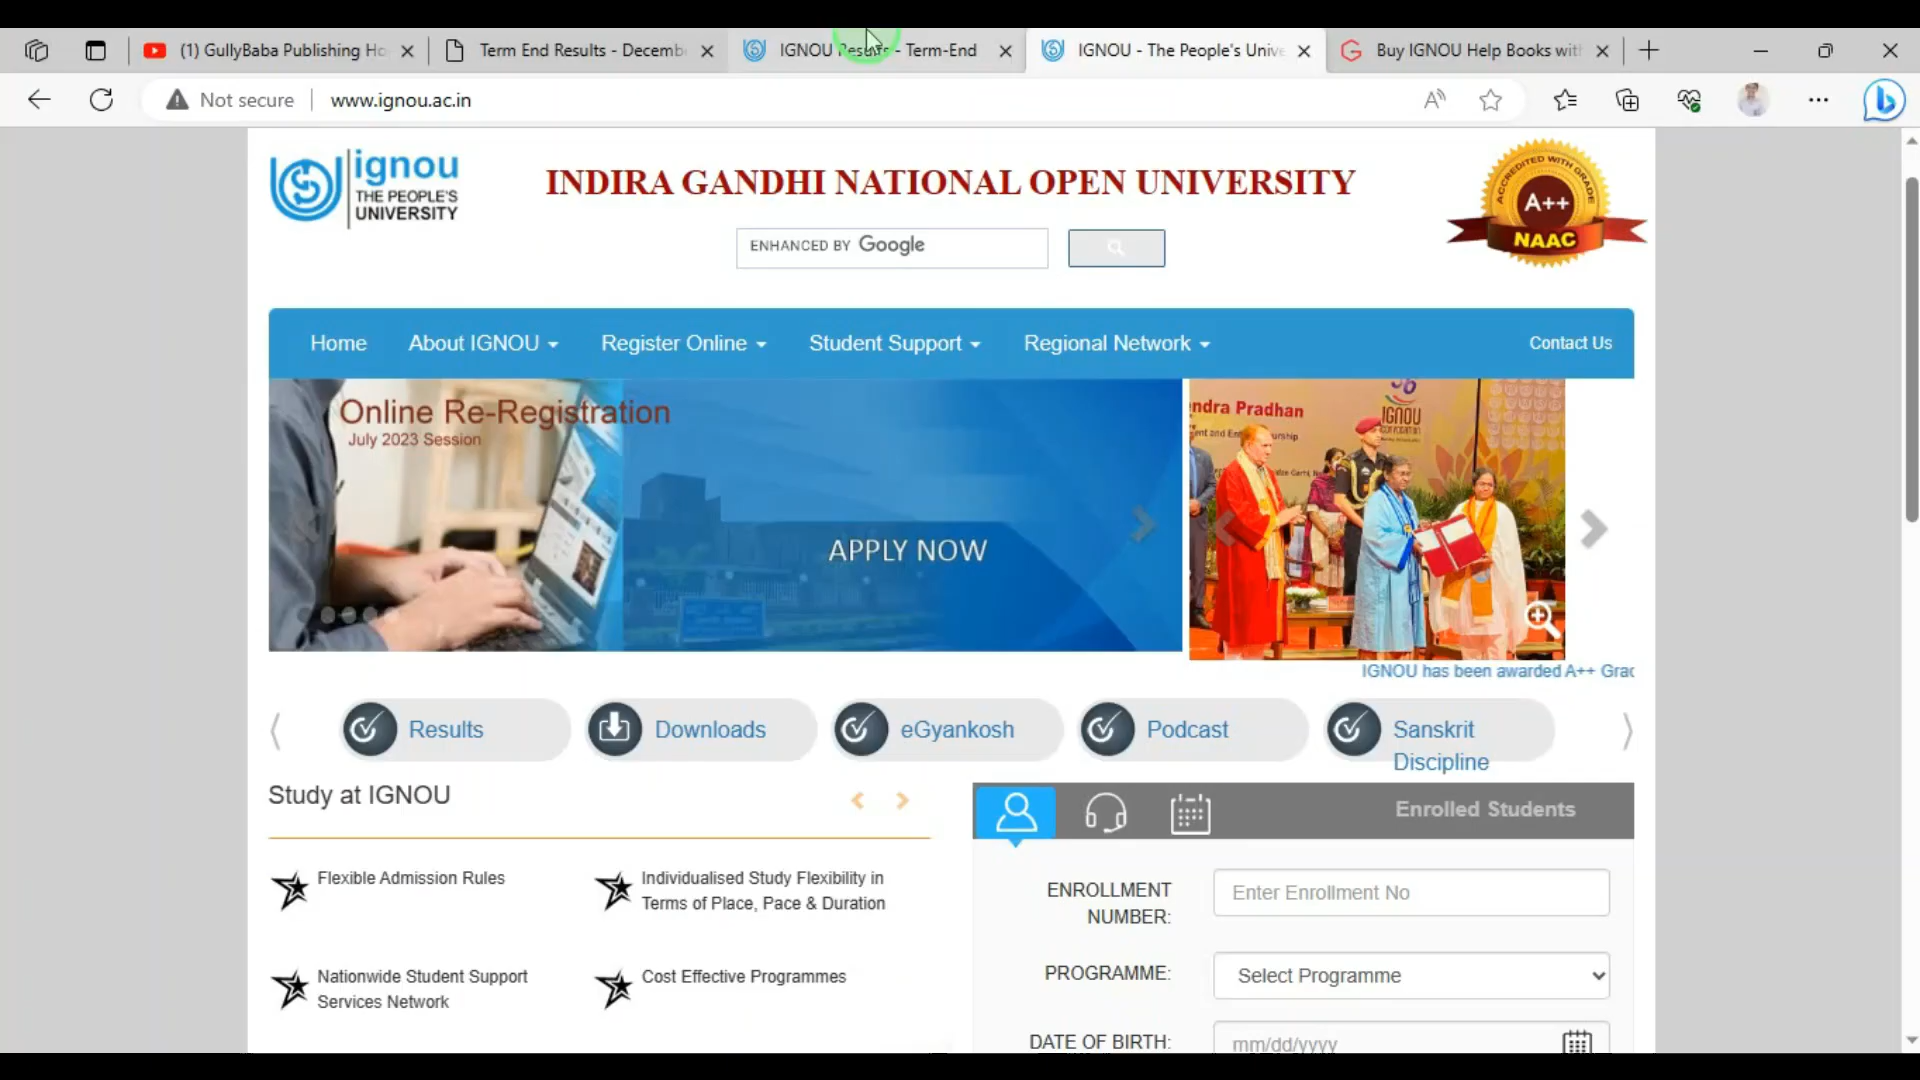 (1) GullyBaba Publishing Ho
Term End Results - Decemb
IGNOU Results - Term-End
IGNOU - The People's Unive
Buy IGNOU Help Books wit
Not secure
www.ignou.ac.in
ignou
THE PEOPLE'S
UNIVERSITY
INDIRA GANDHI NATIONAL OPEN UNIVERSITY
ENHANCED BY Google
ACCREDITED WITH GRADE
A++
NAAC
Home
About IGNOU
Register Online
Student Support
Regional Network
Contact Us
Online Re-Registration
July 2023 Session
APPLY NOW
ndra Pradhan
IGNOU
IGNOU has been awarded A++ Grad
Results
Downloads
eGyankosh
Podcast
Sanskrit
Discipline
Study at IGNOU
Enrolled Students
Flexible Admission Rules
Individualised Study Flexibility in
Terms of Place, Pace & Duration
Nationwide Student Support
Services Network
Cost Effective Programmes
ENROLLMENT
NUMBER:
Enter Enrollment No
PROGRAMME:
Select Programme
DATE OF BIRTH:
mm/dd/yyyy